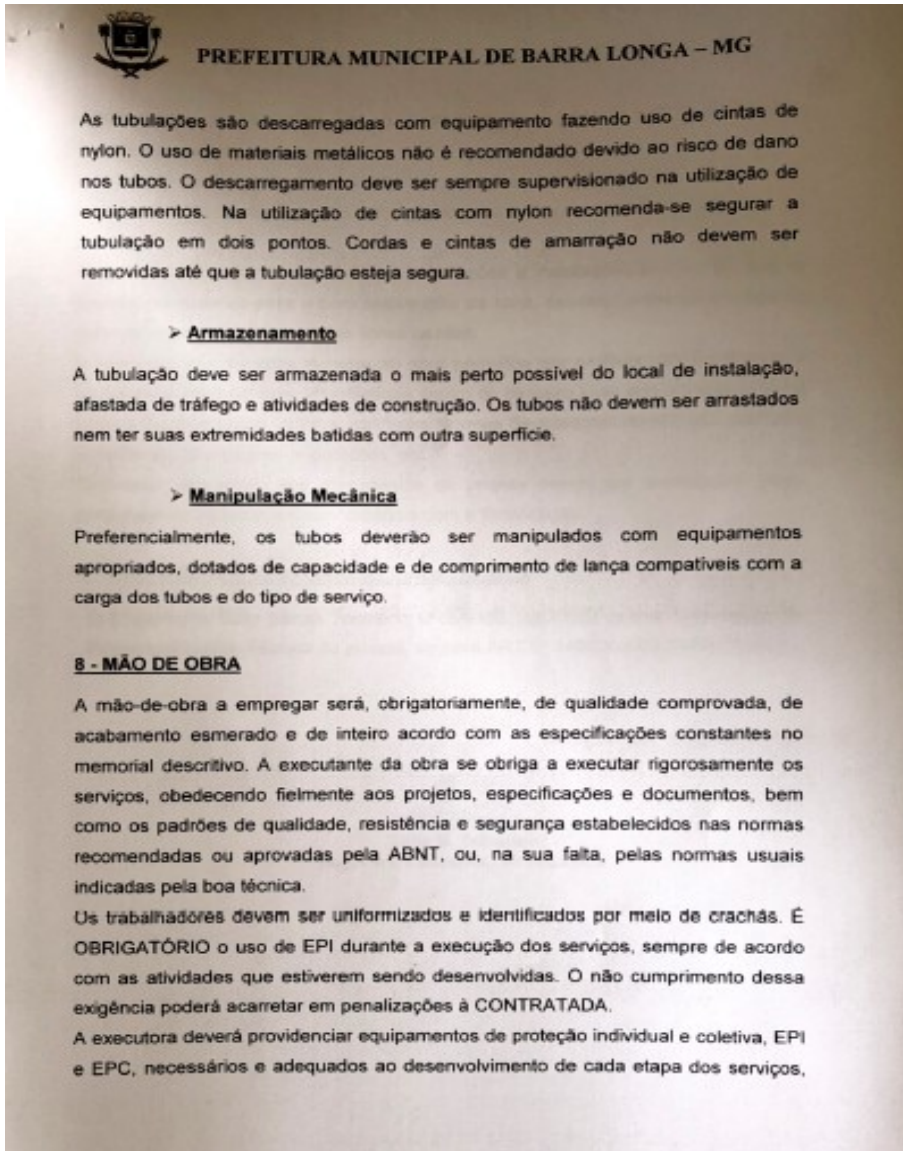 PREFEITURA MUNICIPAL DE BARRA LONGA – MG
As tubulações são descarregadas com equipamento fazendo uso de cintas de
nylon. O uso de materiais metálicos não é recomendado devido ao risco de dano
nos tubos. O descarregamento deve ser sempre supervisionado na utilização de
equipamentos. Na utilização de cintas com nylon recomenda-se segurar a
tubulação em dois pontos. Cordas e cintas de amarração não devem ser
removidas até que a tubulação esteja segura.
➢ Armazenamento
A tubulação deve ser armazenada o mais perto possível do local de instalação,
afastada de tráfego e atividades de construção. Os tubos não devem ser arrastados
nem ter suas extremidades batidas com outra superfície.
➢ Manipulação Mecânica
Preferencialmente, os tubos deverão ser manipulados com equipamentos
apropriados, dotados de capacidade e de comprimento de lança compatíveis com a
carga dos tubos e do tipo de serviço.
8 - MÃO DE OBRA
A mão-de-obra a empregar será, obrigatoriamente, de qualidade comprovada, de
acabamento esmerado e de inteiro acordo com as especificações constantes no
memorial descritivo. A executante da obra se obriga a executar rigorosamente os
serviços, obedecendo fielmente aos projetos, especificações e documentos, bem
como os padrões de qualidade, resistência e segurança estabelecidos nas normas
recomendadas ou aprovadas pela ABNT, ou, na sua falta, pelas normas usuais
indicadas pela boa técnica.
Os trabalhadores devem ser uniformizados e identificados por meio de crachás. É
OBRIGATÓRIO o uso de EPI durante a execução dos serviços, sempre de acordo
com as atividades que estiverem sendo desenvolvidas. O não cumprimento dessa
exigência poderá acarretar em penalizações à CONTRATADA.
A executora deverá providenciar equipamentos de proteção individual e coletiva, EPI
e EPC, necessários e adequados ao desenvolvimento de cada etapa dos serviços,